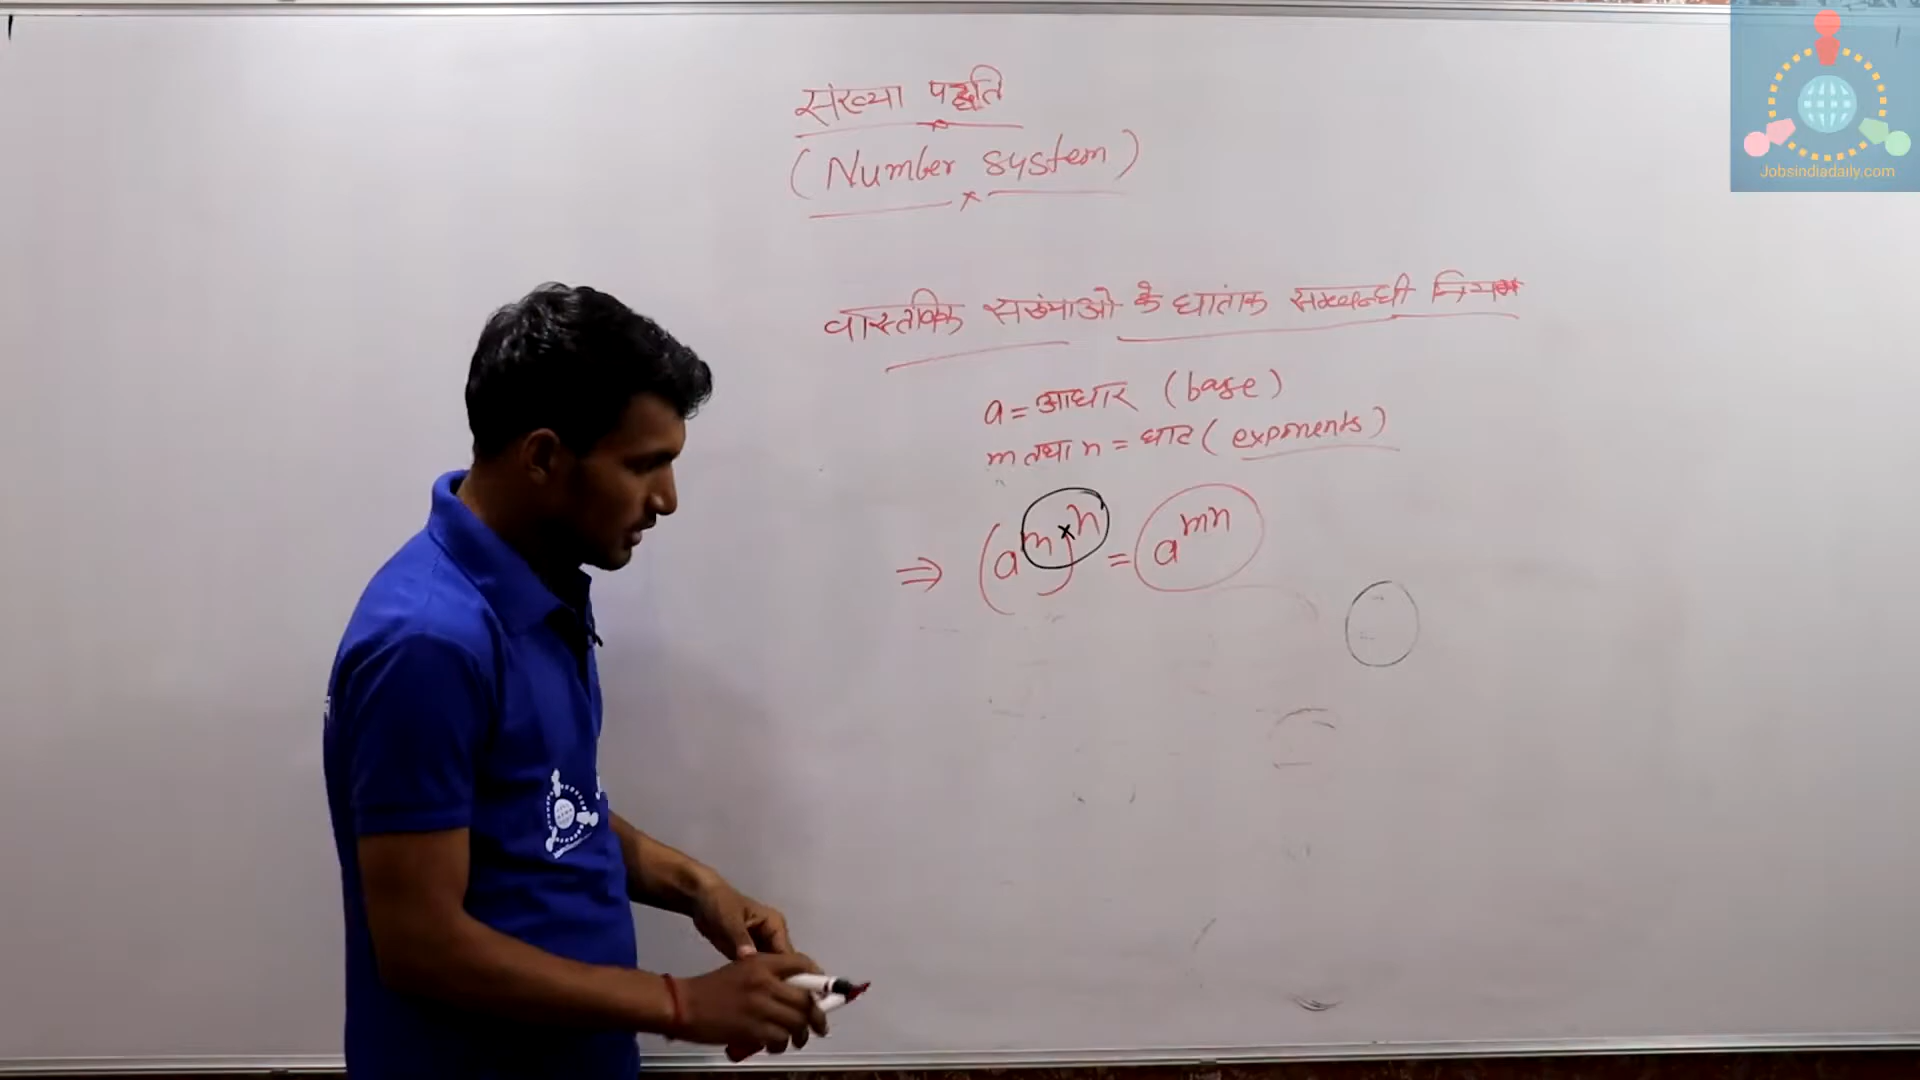 संख्या पद्धति
(Number system)
वास्तविक संख्याओ के घातांक सम्बन्धी नियम
a = आधार (base)
m तथा n = घाट (exponents)
⇒ (a^m × )^n = a^mn
Jobsindiadaily.com